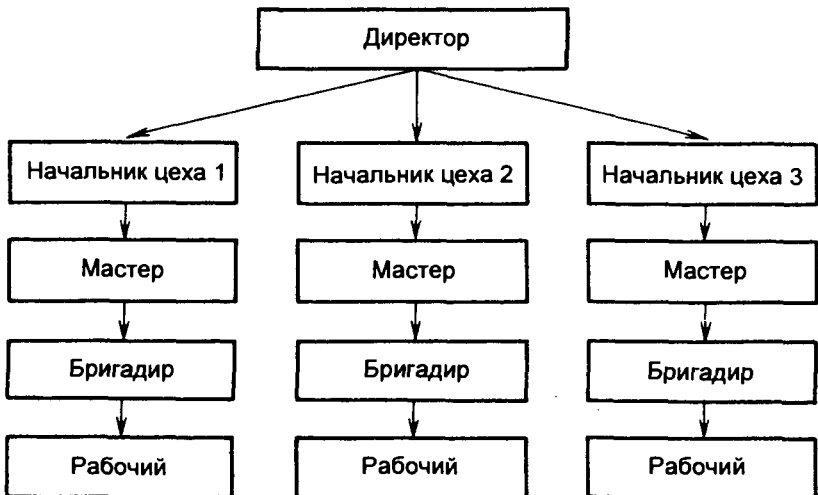 Директор
Начальник цеха 1
Начальник цеха 2
Начальник цеха 3
Мастер
Мастер
Мастер
Бригадир
Бригадир
Бригадир
Рабочий
Рабочий
Рабочий